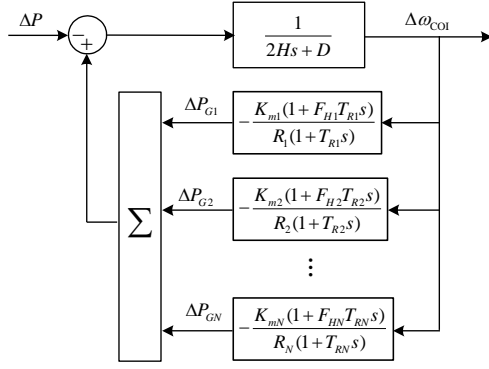 ΔP
−
+
1
2Hs + D
Δω_COI
ΔP_G1
− K_m1(1 + F_H1 T_R1 s)
R_1(1 + T_R1 s)
ΔP_G2
− K_m2(1 + F_H2 T_R2 s)
R_2(1 + T_R2 s)
∑
⋮
ΔP_GN
− K_mN(1 + F_HN T_RN s)
R_N(1 + T_RN s)